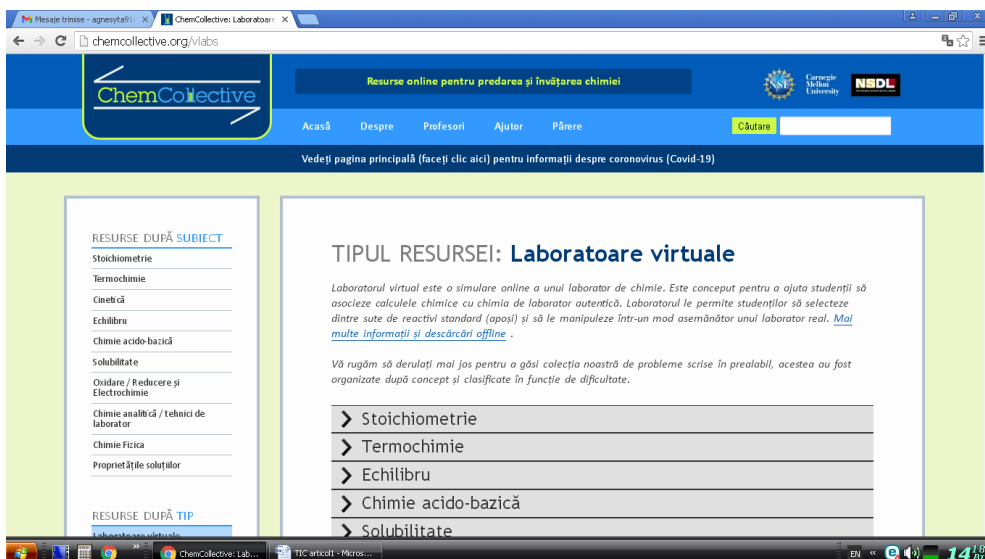 Mesaje trimise - agnesyta91
ChemCollective: Laboratoare
chemcollective.org/vlabs
ChemCollective
Resurse online pentru predarea și învățarea chimiei
NSF
Carnegie
Mellon
University
NSDL
Acasă Despre Profesori Ajutor Părere
Căutare
Vedeți pagina principală (faceți clic aici) pentru informații despre coronovirus (Covid-19)
RESURSE DUPĂ SUBIECT
Stoichiometrie
Termochimie
Cinetică
Echilibru
Chimie acido-bazică
Solubilitate
Oxidare / Reducere și
Electrochimie
Chimie analitică / tehnici de
laborator
Chimie Fizica
Proprietățile soluțiilor
RESURSE DUPĂ TIP
Laboratoare virtuale
TIPUL RESURSEI: Laboratoare virtuale
Laboratorul virtual este o simulare online a unui laborator de chimie. Este conceput pentru a ajuta studenții să
asocieze calculele chimice cu chimia de laborator autentică. Laboratorul le permite studenților să selecteze
dintre sute de reactivi standard (apoși) și să le manipuleze într-un mod asemănător unui laborator real. Mai
multe informații și descărcări offline .
Vă rugăm să derulați mai jos pentru a găsi colecția noastră de probleme scrise în prealabil, acestea au fost
organizate după concept și clasificate în funcție de dificultate.
Stoichiometrie
Termochimie
Echilibru
Chimie acido-bazică
Solubilitate
ChemCollective: Lab...
TIC articol1 - Micros...
EN
14